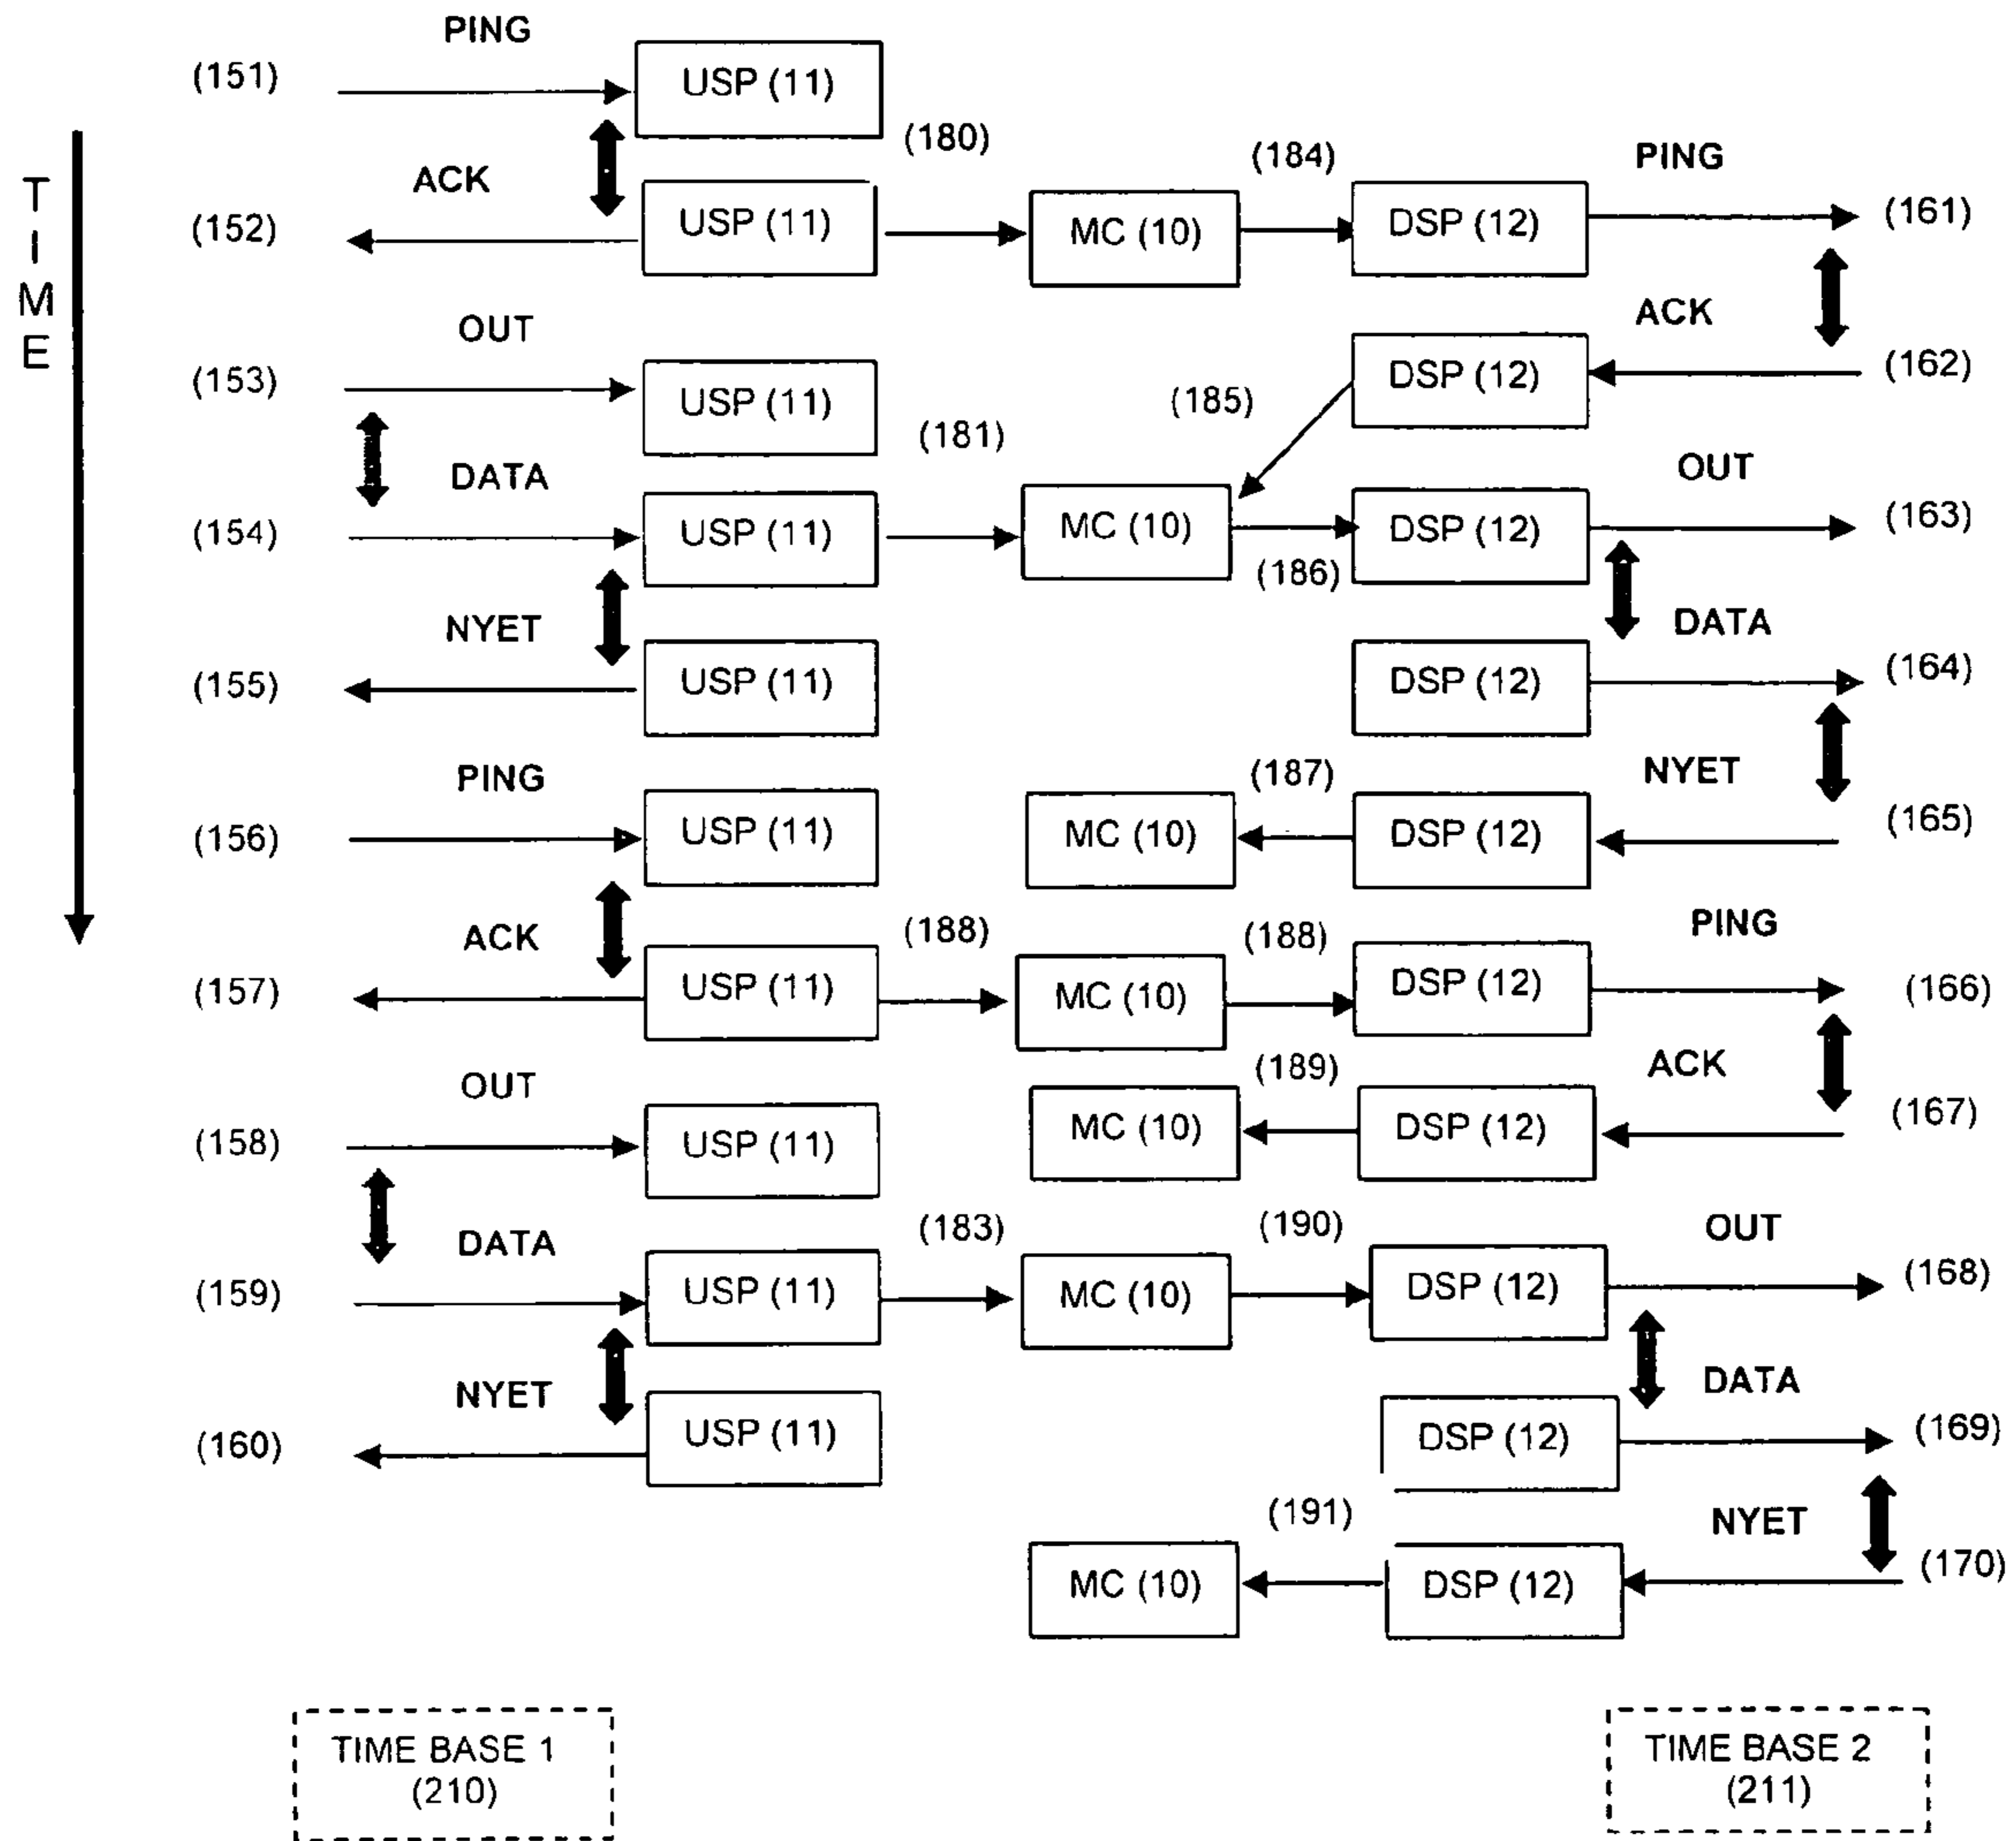 PING
(151) USP (11)
(180)
ACK
(184)
PING
(152) USP (11) MC (10) DSP (12) (161)
TIME
OUT
ACK
(153) USP (11) (185) DSP (12) (162)
(181)
DATA
OUT
(154) USP (11) MC (10) DSP (12) (163)
(186)
NYET
DATA
(155) USP (11) DSP (12) (164)
PING
(187)
NYET
(156) USP (11) MC (10) DSP (12) (165)
ACK
(188)
(188)
PING
(157) USP (11) MC (10) DSP (12) (166)
OUT
(189)
ACK
(158) USP (11) MC (10) DSP (12) (167)
DATA
(183)
(190)
OUT
(159) USP (11) MC (10) DSP (12) (168)
NYET
DATA
(160) USP (11) DSP (12) (169)
(191)
NYET
MC (10) DSP (12) (170)
TIME BASE 1
(210)
TIME BASE 2
(211)